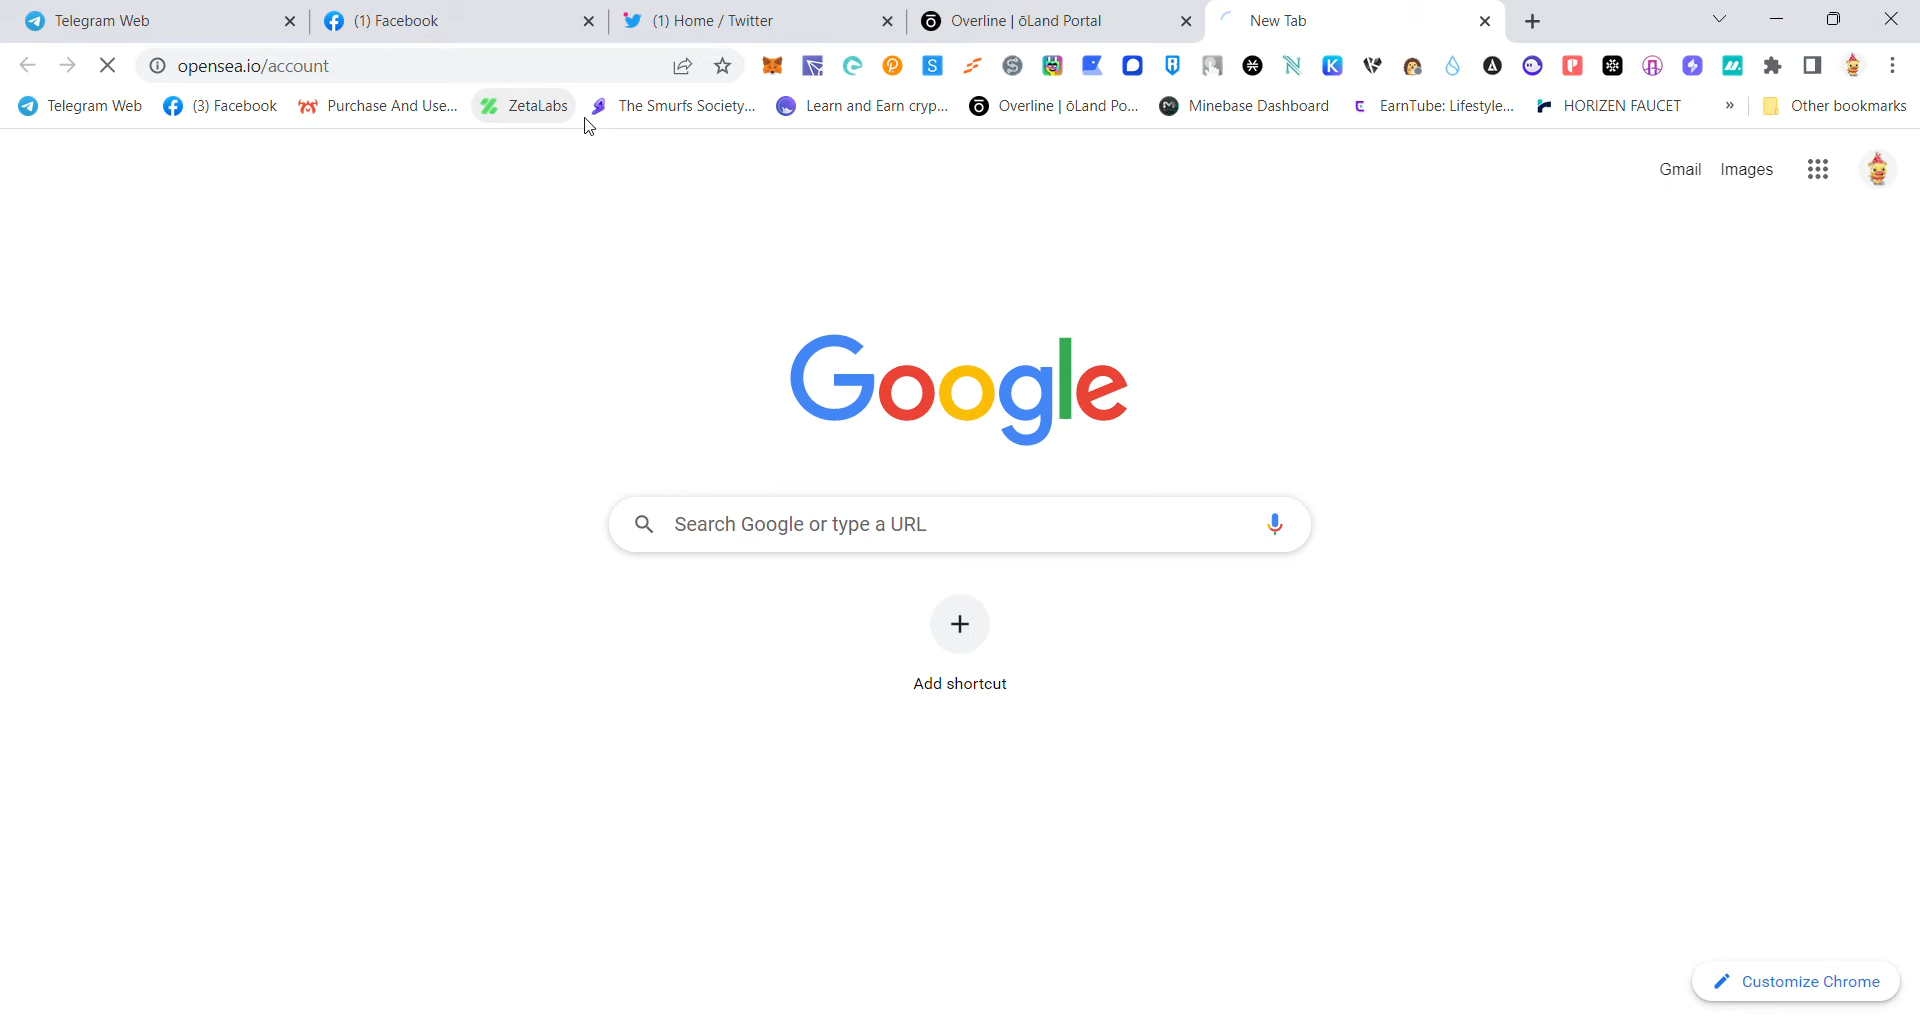 Telegram Web (1) Facebook (1) Home / Twitter Overline | ōLand Portal New Tab
opensea.io/account
Telegram Web (3) Facebook Purchase And Use... ZetaLabs The Smurfs Society... Learn and Earn cryp... Overline | ōLand Po... Minebase Dashboard EarnTube: Lifestyle... HORIZEN FAUCET » Other bookmarks
Gmail Images
Google
Search Google or type a URL
Add shortcut
Customize Chrome